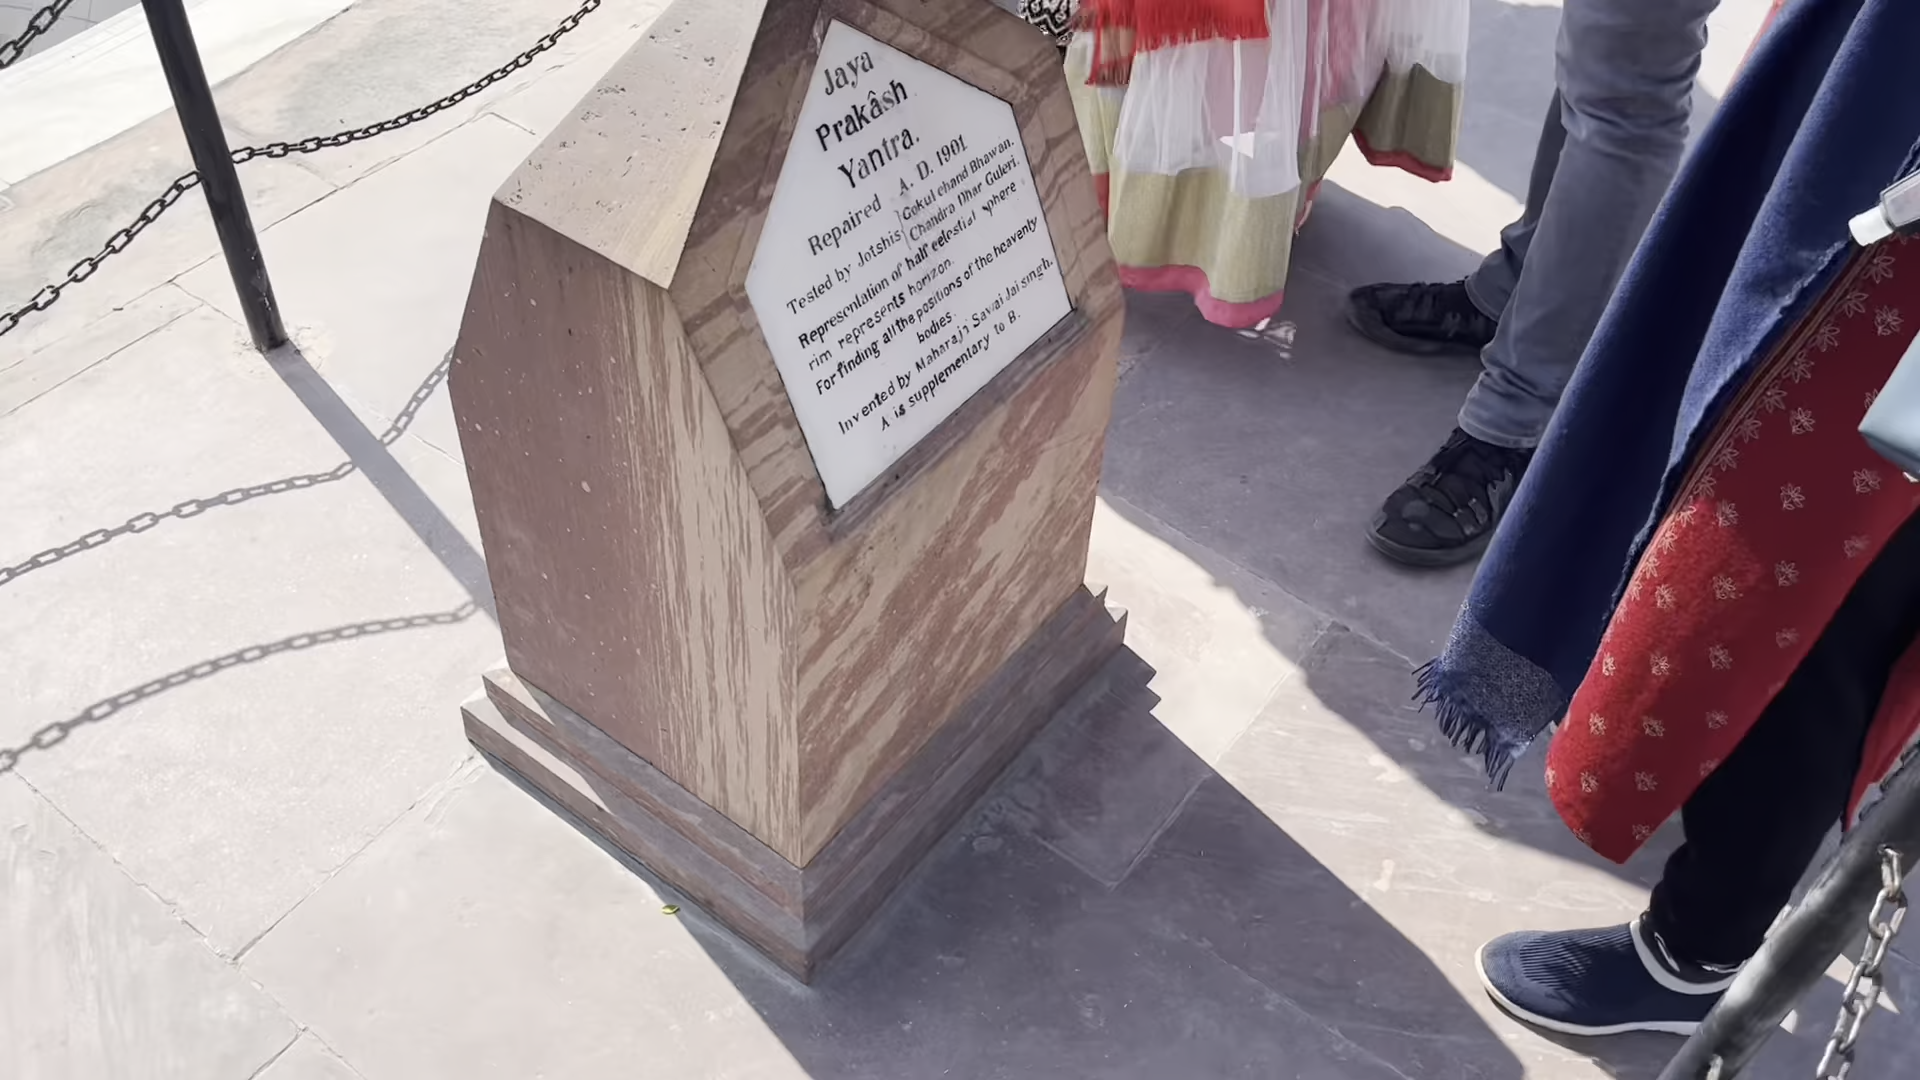 Jaya
Prakâsh
Yantra.
Repaired A. D. 1901
Tested by Jotshis { Gokul chand Bhawan.
Chandra Dhar Guleri.
Representation of half celestial sphere
rim represents horizon.
For finding all the positions of the heavenly
bodies.
Invented by Maharaja Sawai Jai singh.
A is supplementary to B.